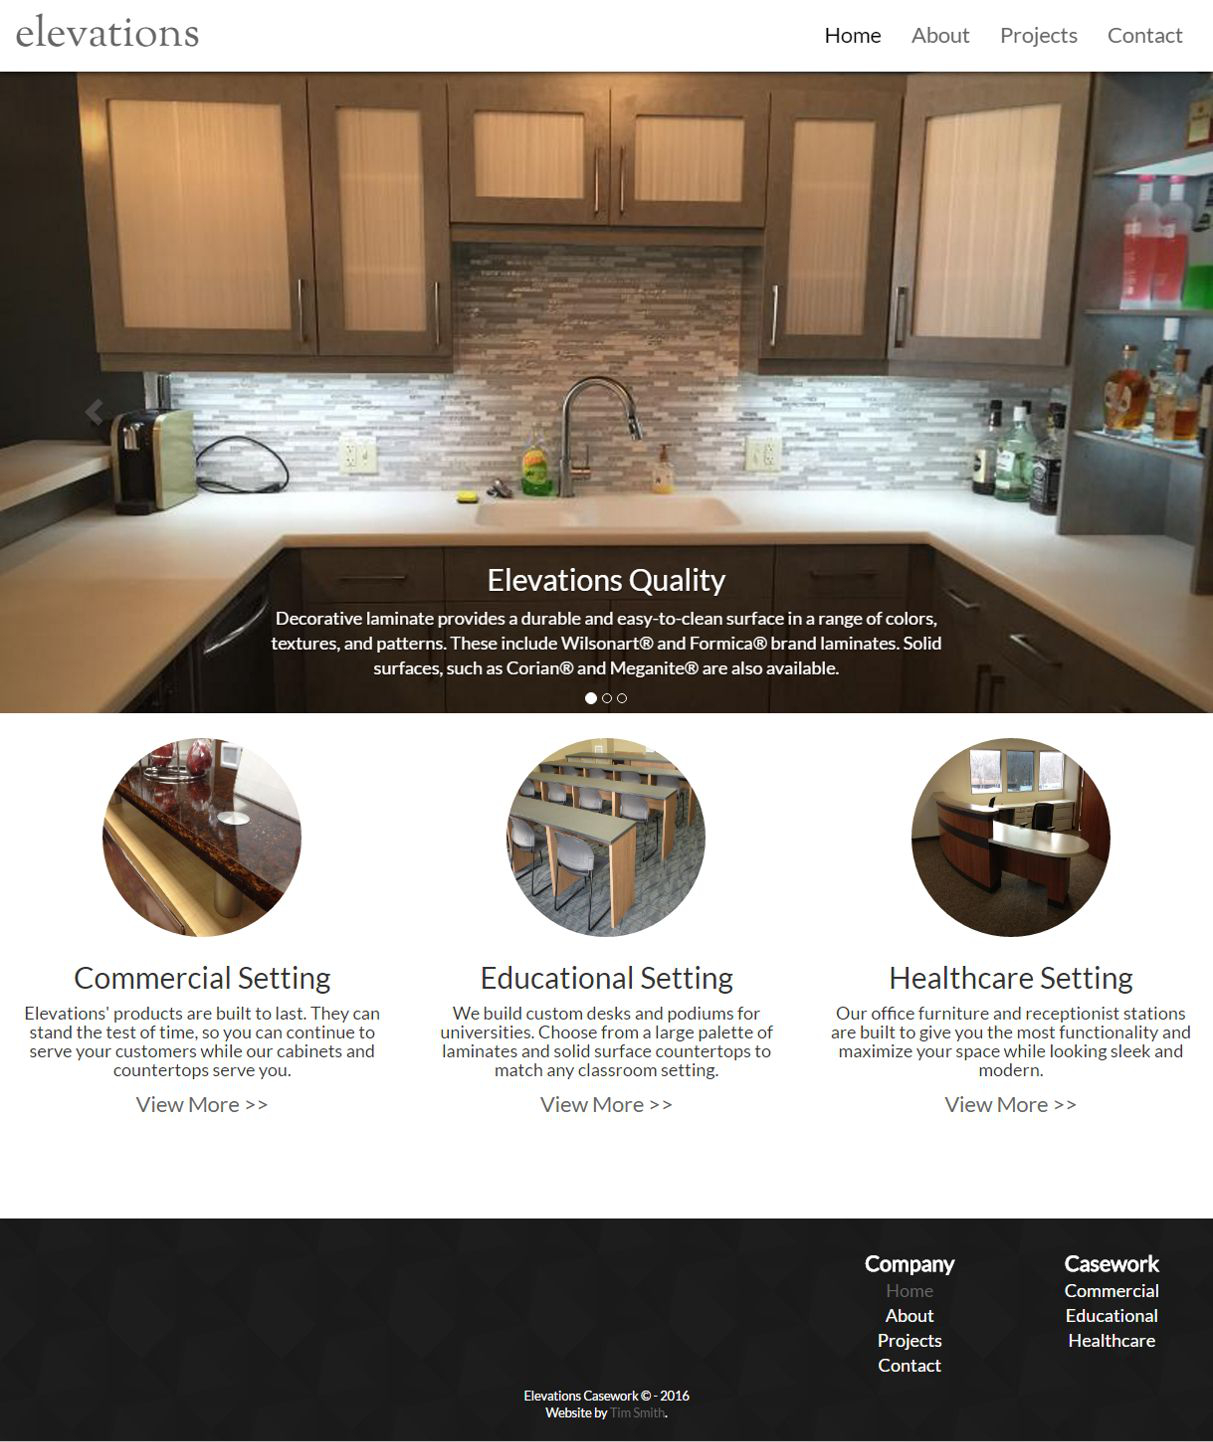 elevations
Home About Projects Contact
Elevations Quality
Decorative laminate provides a durable and easy-to-clean surface in a range of colors,
textures, and patterns. These include Wilsonart® and Formica® brand laminates. Solid
surfaces, such as Corian® and Meganite® are also available.
Commercial Setting
Elevations' products are built to last. They can
stand the test of time, so you can continue to
serve your customers while our cabinets and
countertops serve you.
View More >>
Educational Setting
We build custom desks and podiums for
universities. Choose from a large palette of
laminates and solid surface countertops to
match any classroom setting.
View More >>
Healthcare Setting
Our office furniture and receptionist stations
are built to give you the most functionality and
maximize your space while looking sleek and
modern.
View More >>
Company
Home
About
Projects
Contact
Casework
Commercial
Educational
Healthcare
Elevations Casework © - 2016
Website by Tim Smith.